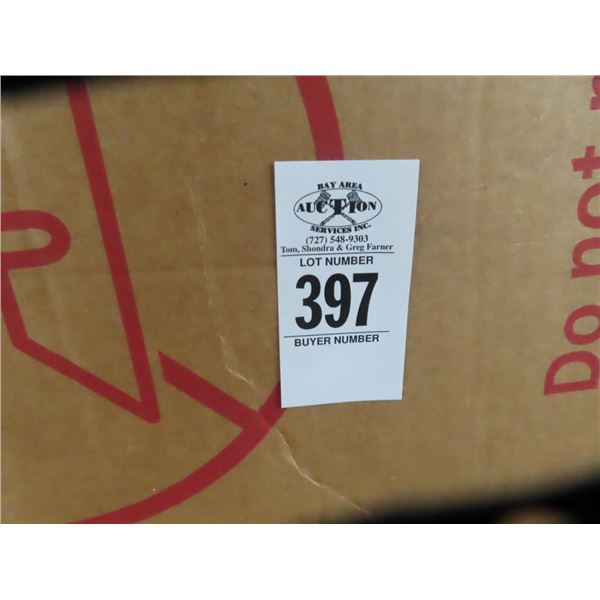 BAY AREA
AUCTION
SERVICES INC.
(727) 548-9303
Tom, Shondra & Greg Farner
LOT NUMBER
397
BUYER NUMBER
Do not